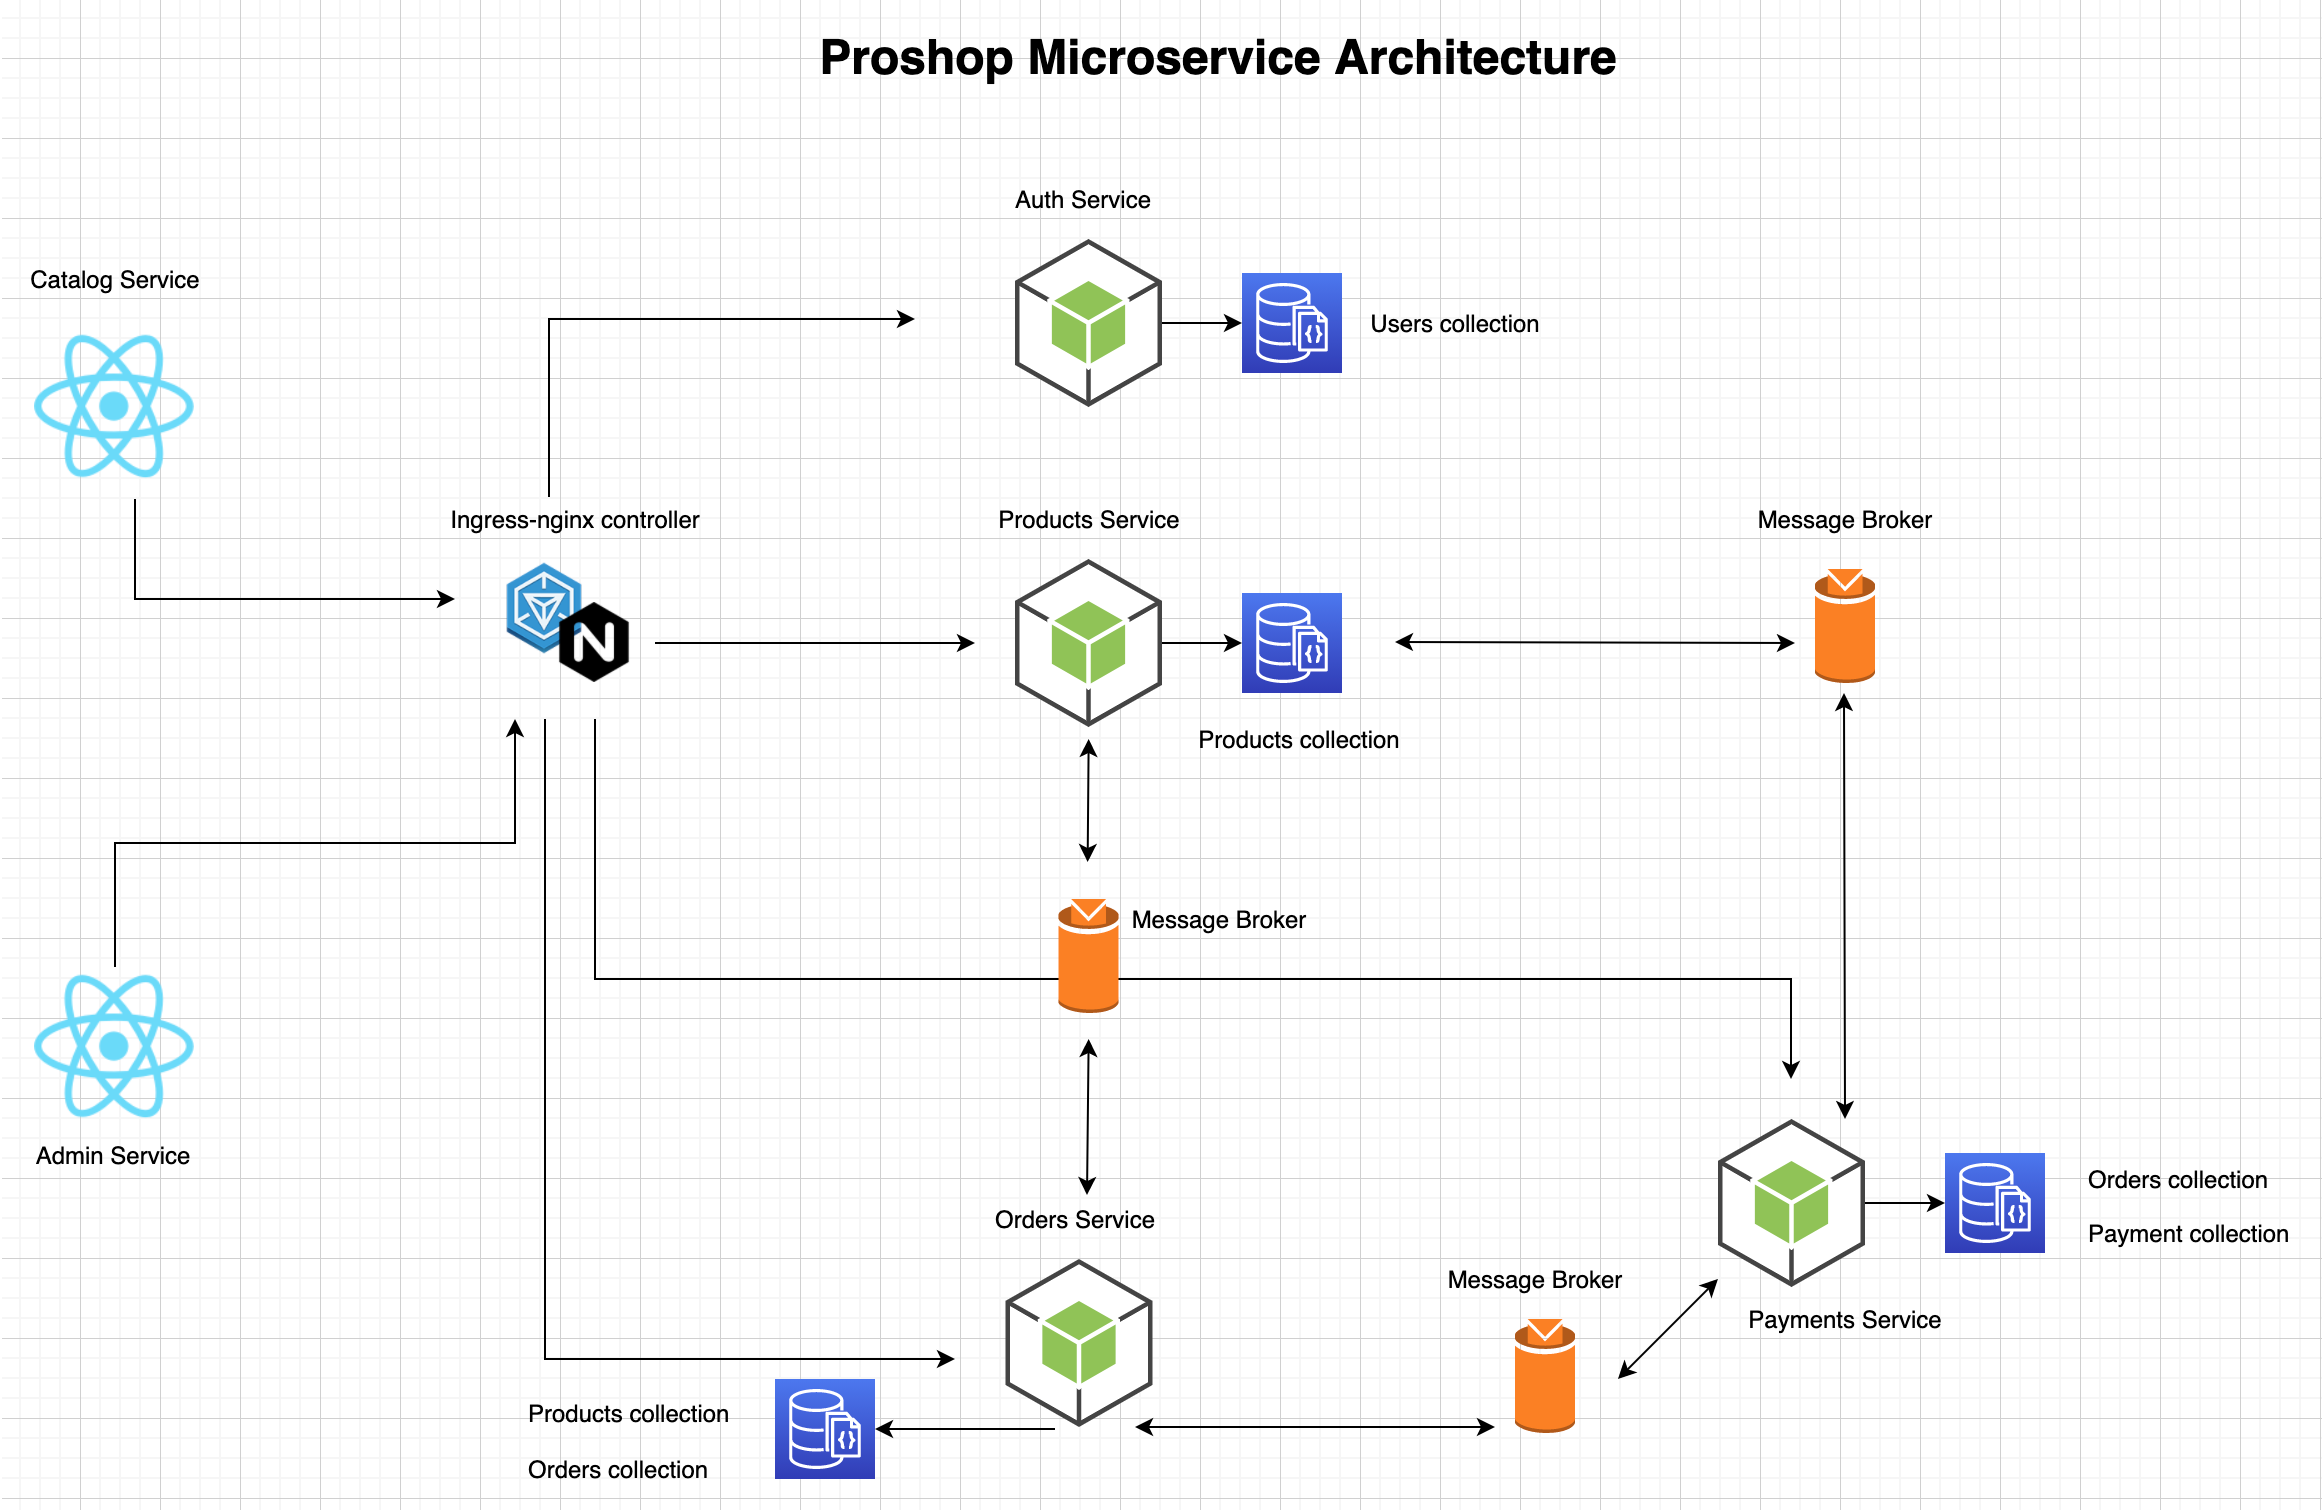 Proshop Microservice Architecture
Auth Service
Catalog Service
Users collection
Ingress-nginx controller
Products Service
Message Broker
N
Products collection
Message Broker
Admin Service
Orders collection
Orders Service
Payment collection
Message Broker
Payments Service
Products collection
Orders collection